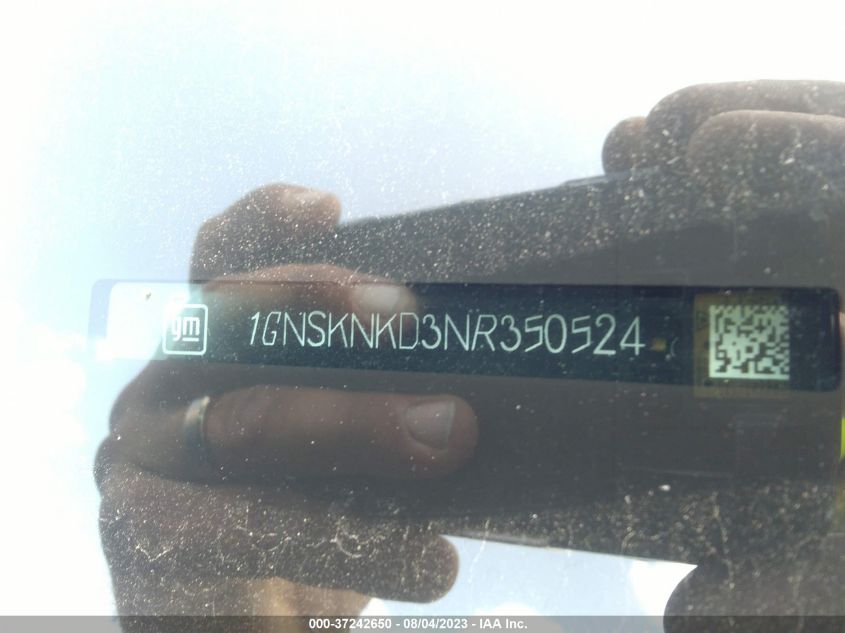 gm 1GNSKNKD3NR350524
000-37242650 - 08/04/2023 - IAA Inc.